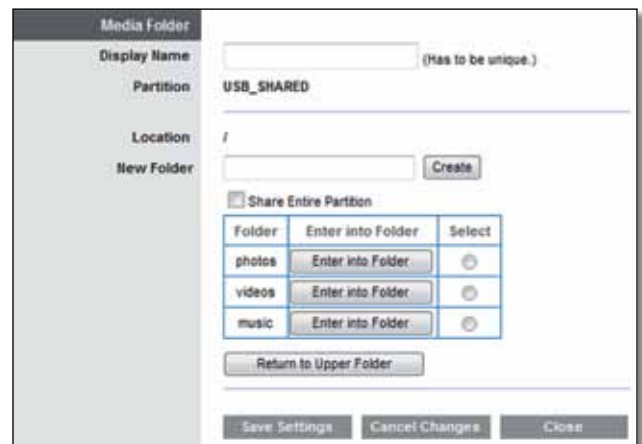 Media Folder
Display Name (Has to be unique.)
Partition USB_SHARED
Location /
New Folder Create
Share Entire Partition
Folder Enter into Folder Select
photos Enter into Folder
videos Enter into Folder
music Enter into Folder
Return to Upper Folder
Save Settings Cancel Changes Close